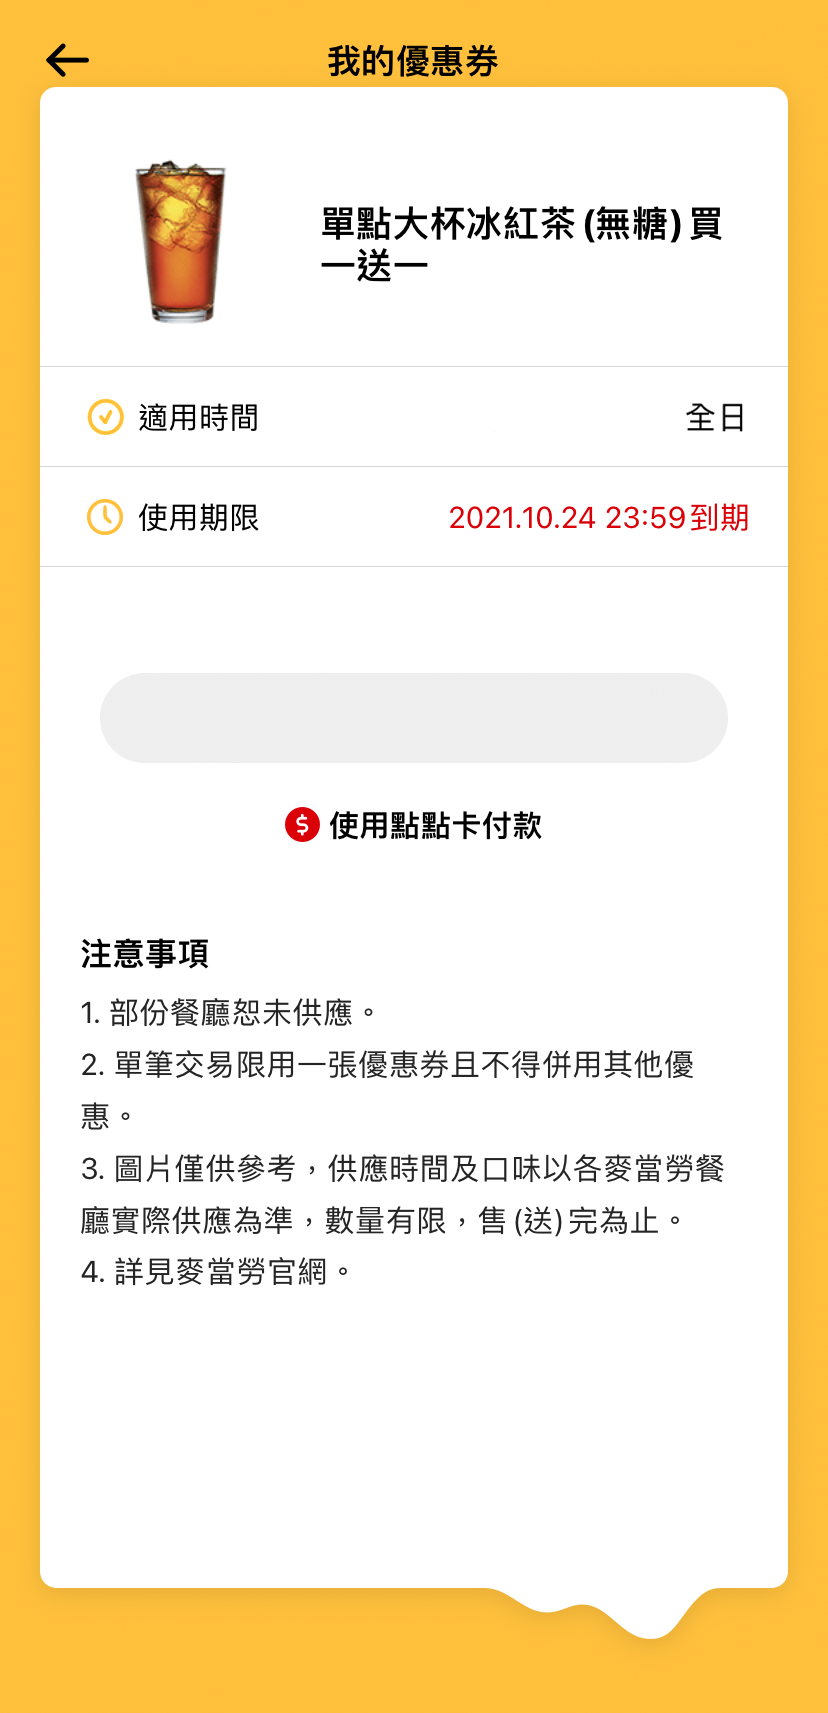 我的優惠券
單點大杯冰紅茶(無糖)買
一送一
適用時間
全日
使用期限
2021.10.24 23:59到期
$ 使用點點卡付款
注意事項
1. 部份餐廳恕未供應。
2. 單筆交易限用一張優惠券且不得併用其他優
惠。
3. 圖片僅供參考，供應時間及口味以各麥當勞餐
廳實際供應為準，數量有限，售(送)完為止。
4. 詳見麥當勞官網。